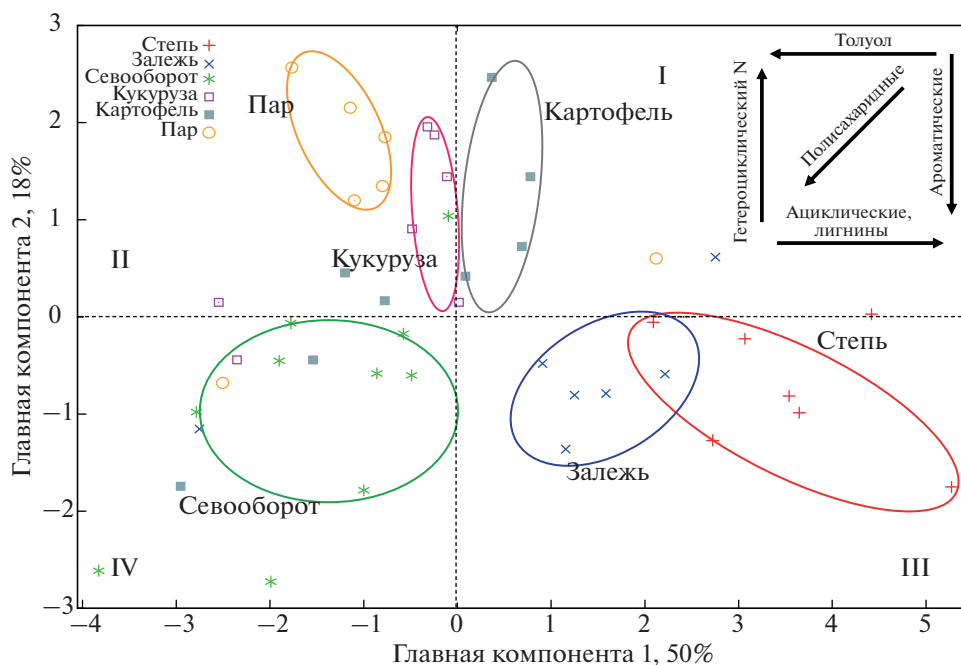 3
2
1
0
−1
−2
−3
Главная компонента 2, 18%
Степь
Залежь
Севооборот
Кукуруза
Картофель
Пар
Пар
I
Картофель
Толуол
Гетероциклический N
Полисахаридные
Ароматические
Ациклические,
лигнины
II
Кукуруза
Степь
Залежь
Севооборот
IV
III
−4
−3
−2
−1
0
1
2
3
4
5
Главная компонента 1, 50%